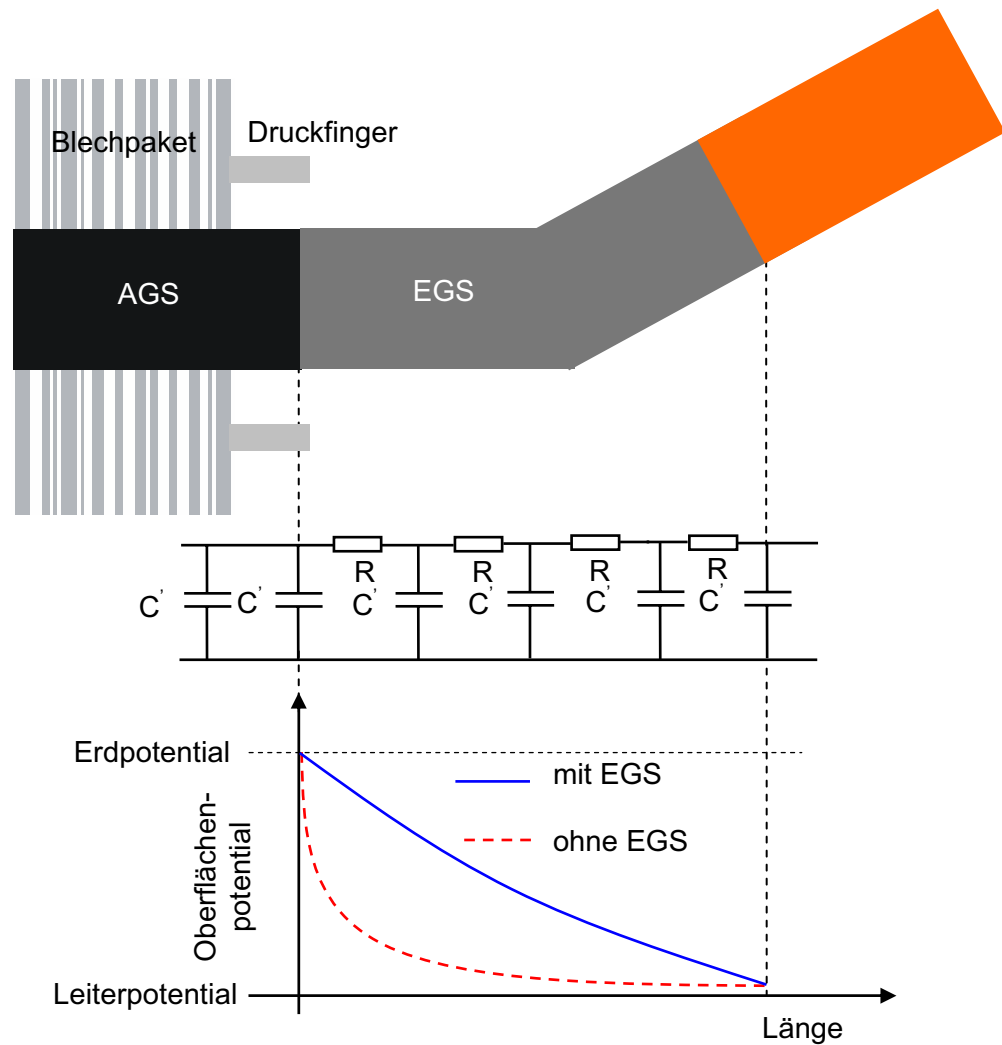 Druckfinger
Blechpaket
AGS
EGS
R R R R
C' C' C' C' C' C'
Erdpotential
mit EGS
ohne EGS
Oberflächen-
potential
Leiterpotential
Länge